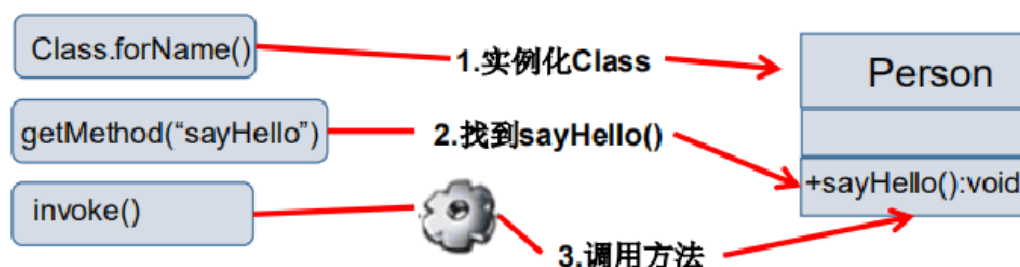 Class.forName()
1.实例化Class
Person
getMethod(“sayHello”)
2.找到sayHello()
+sayHello():void
invoke()
3.调用方法